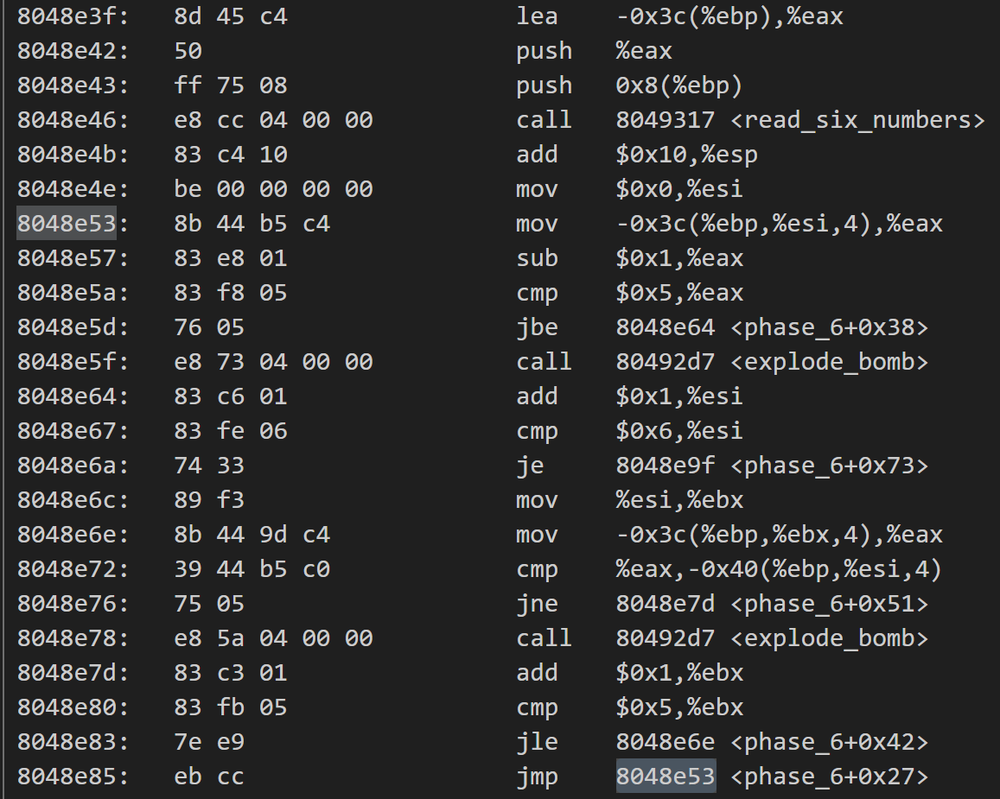 8048e3f: 8d 45 c4 lea -0x3c(%ebp),%eax
8048e42: 50 push %eax
8048e43: ff 75 08 push 0x8(%ebp)
8048e46: e8 cc 04 00 00 call 8049317 <read_six_numbers>
8048e4b: 83 c4 10 add $0x10,%esp
8048e4e: be 00 00 00 00 mov $0x0,%esi
8048e53: 8b 44 b5 c4 mov -0x3c(%ebp,%esi,4),%eax
8048e57: 83 e8 01 sub $0x1,%eax
8048e5a: 83 f8 05 cmp $0x5,%eax
8048e5d: 76 05 jbe 8048e64 <phase_6+0x38>
8048e5f: e8 73 04 00 00 call 80492d7 <explode_bomb>
8048e64: 83 c6 01 add $0x1,%esi
8048e67: 83 fe 06 cmp $0x6,%esi
8048e6a: 74 33 je 8048e9f <phase_6+0x73>
8048e6c: 89 f3 mov %esi,%ebx
8048e6e: 8b 44 9d c4 mov -0x3c(%ebp,%ebx,4),%eax
8048e72: 39 44 b5 c0 cmp %eax,-0x40(%ebp,%esi,4)
8048e76: 75 05 jne 8048e7d <phase_6+0x51>
8048e78: e8 5a 04 00 00 call 80492d7 <explode_bomb>
8048e7d: 83 c3 01 add $0x1,%ebx
8048e80: 83 fb 05 cmp $0x5,%ebx
8048e83: 7e e9 jle 8048e6e <phase_6+0x42>
8048e85: eb cc jmp 8048e53 <phase_6+0x27>